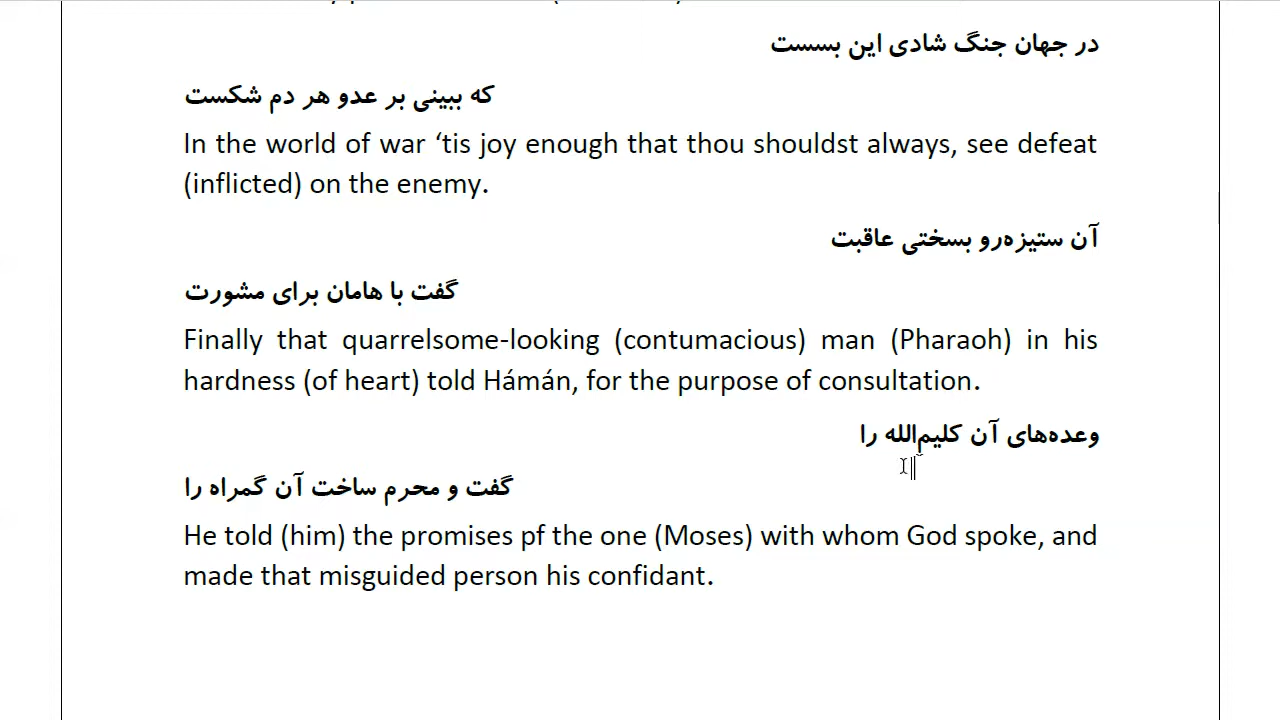 در جهان جنگ شادی این بسست
که ببینی بر عدو هر دم شکست
In the world of war ‘tis joy enough that thou shouldst always, see defeat
(inflicted) on the enemy.
آن ستیزه‌رو بسختی عاقبت
گفت با هامان برای مشورت
Finally that quarrelsome-looking (contumacious) man (Pharaoh) in his
hardness (of heart) told Hámán, for the purpose of consultation.
وعده‌های آن کلیم‌الله را
گفت و محرم ساخت آن گمراه را
He told (him) the promises pf the one (Moses) with whom God spoke, and
made that misguided person his confidant.